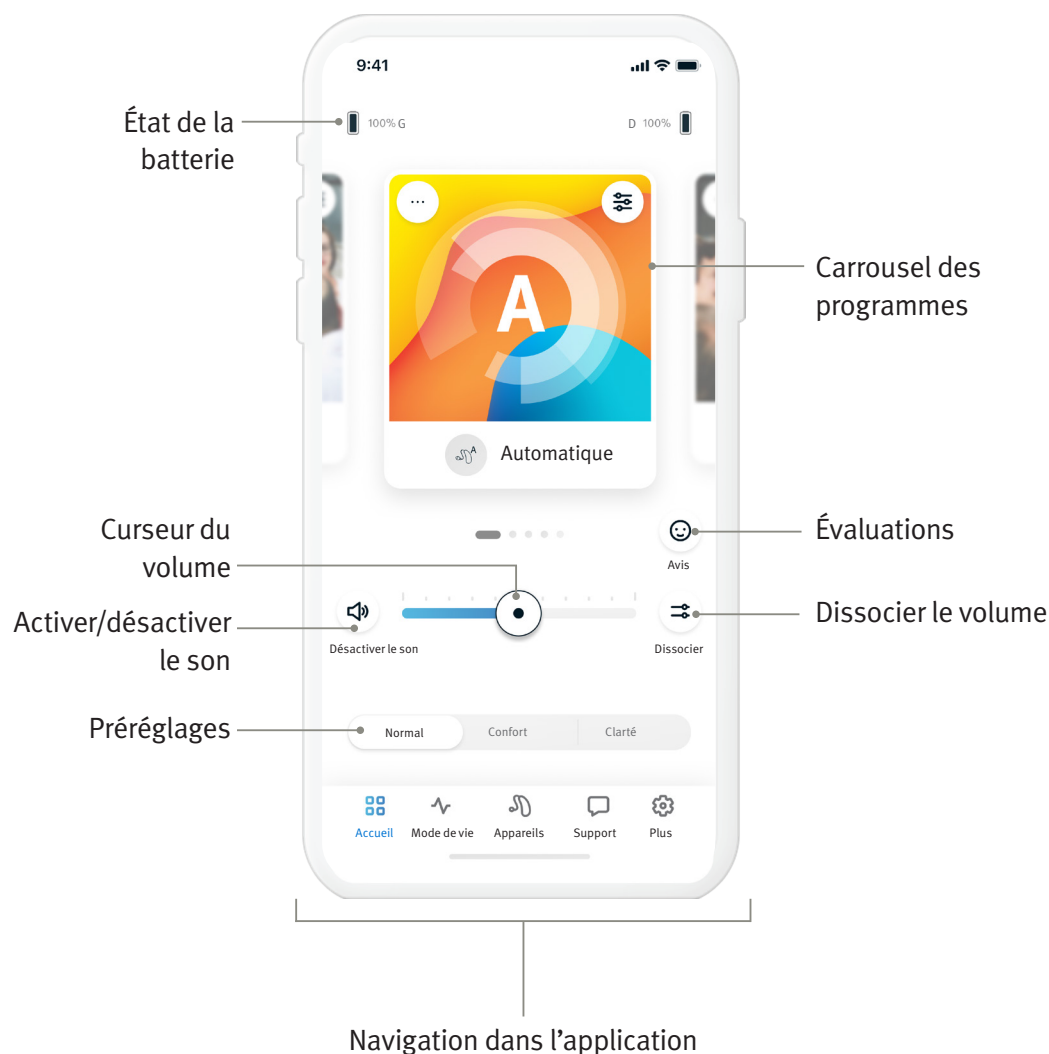 9:41
État de la
batterie
100% G
D 100%
...
A
Carrousel des
programmes
A
Automatique
Curseur du
volume
Évaluations
Avis
Activer/désactiver
le son
Désactiver le son
Dissocier le volume
Dissocier
Préréglages
Normal
Confort
Clarté
Accueil
Mode de vie
Appareils
Support
Plus
Navigation dans l’application